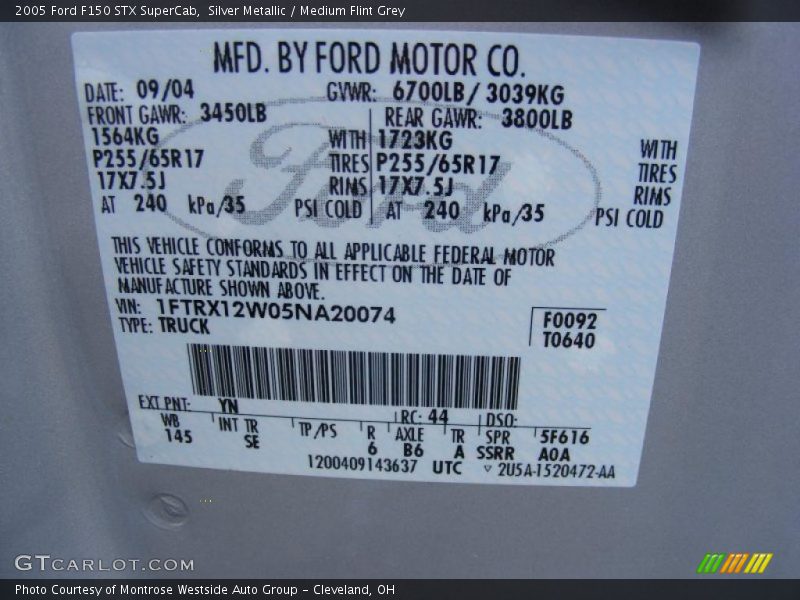 2005 Ford F150 STX SuperCab,  Silver Metallic / Medium Flint Grey
MFD. BY FORD MOTOR CO.
DATE: 09/04 GVWR: 6700LB/ 3039KG
FRONT GAWR: 3450LB REAR GAWR: 3800LB
1564KG WITH 1723KG WITH
P255/65R17 TIRES P255/65R17 TIRES
17X7.5J RIMS 17X7.5J RIMS
AT 240 kPa/35 PSI COLD AT 240 kPa/35 PSI COLD
Ford
THIS VEHICLE CONFORMS TO ALL APPLICABLE FEDERAL MOTOR
VEHICLE SAFETY STANDARDS IN EFFECT ON THE DATE OF
MANUFACTURE SHOWN ABOVE.
VIN: 1FTRX12W05NA20074 F0092
TYPE: TRUCK T0640
EXT PNT: YN RC: 44 DSO:
WB INT TR TP/PS R AXLE TR SPR 5F616
145 SE 6 B6 A SSRR A0A
1200409143637 UTC ▽ 2U5A-1520472-AA
GTCARLOT.COM
Photo Courtesy of Montrose Westside Auto Group - Cleveland, OH